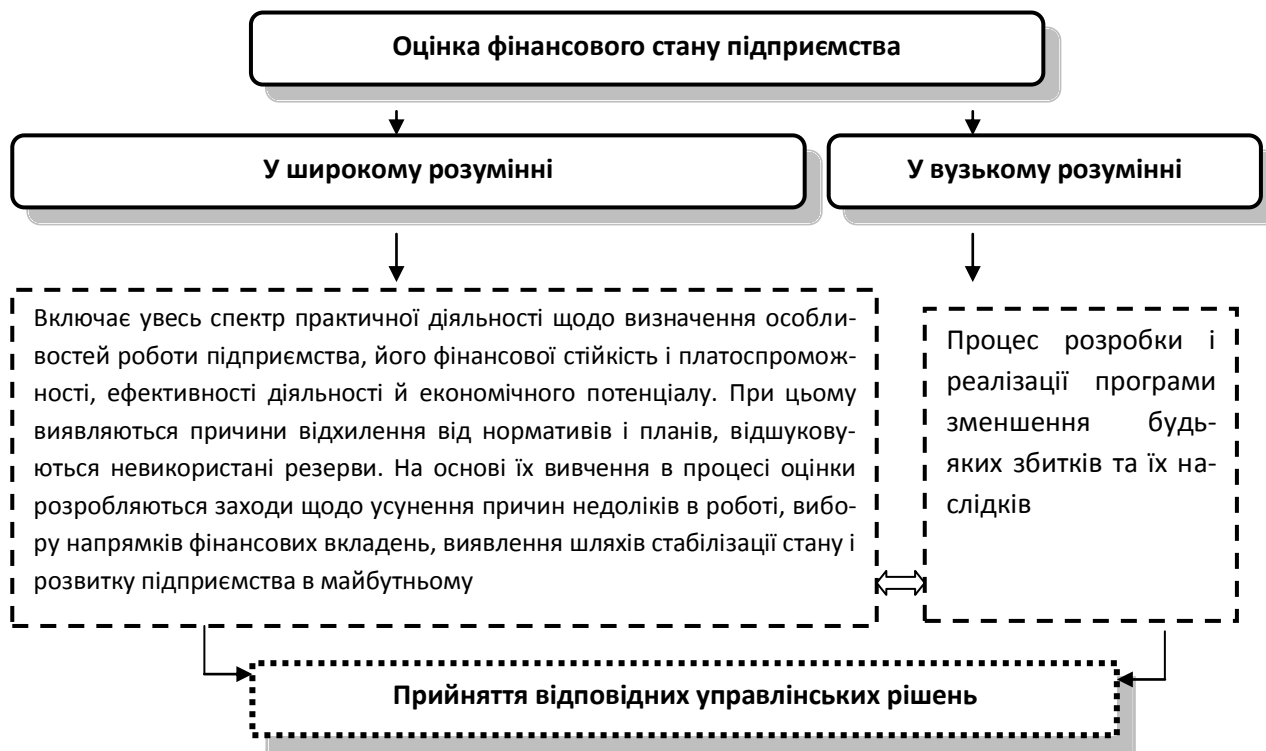 Оцінка фінансового стану підприємства
У широкому розумінні
У вузькому розумінні
Включає увесь спектр практичної діяльності щодо визначення особли-
востей роботи підприємства, його фінансової стійкість і платоспромож-
ності, ефективності діяльності й економічного потенціалу. При цьому
виявляються причини відхилення від нормативів і планів, відшукову-
ються невикористані резерви. На основі їх вивчення в процесі оцінки
розробляються заходи щодо усунення причин недоліків в роботі, вибо-
ру напрямків фінансових вкладень, виявлення шляхів стабілізації стану і
розвитку підприємства в майбутньому
Процес розробки і
реалізації програми
зменшення будь-
яких збитків та їх на-
слідків
Прийняття відповідних управлінських рішень